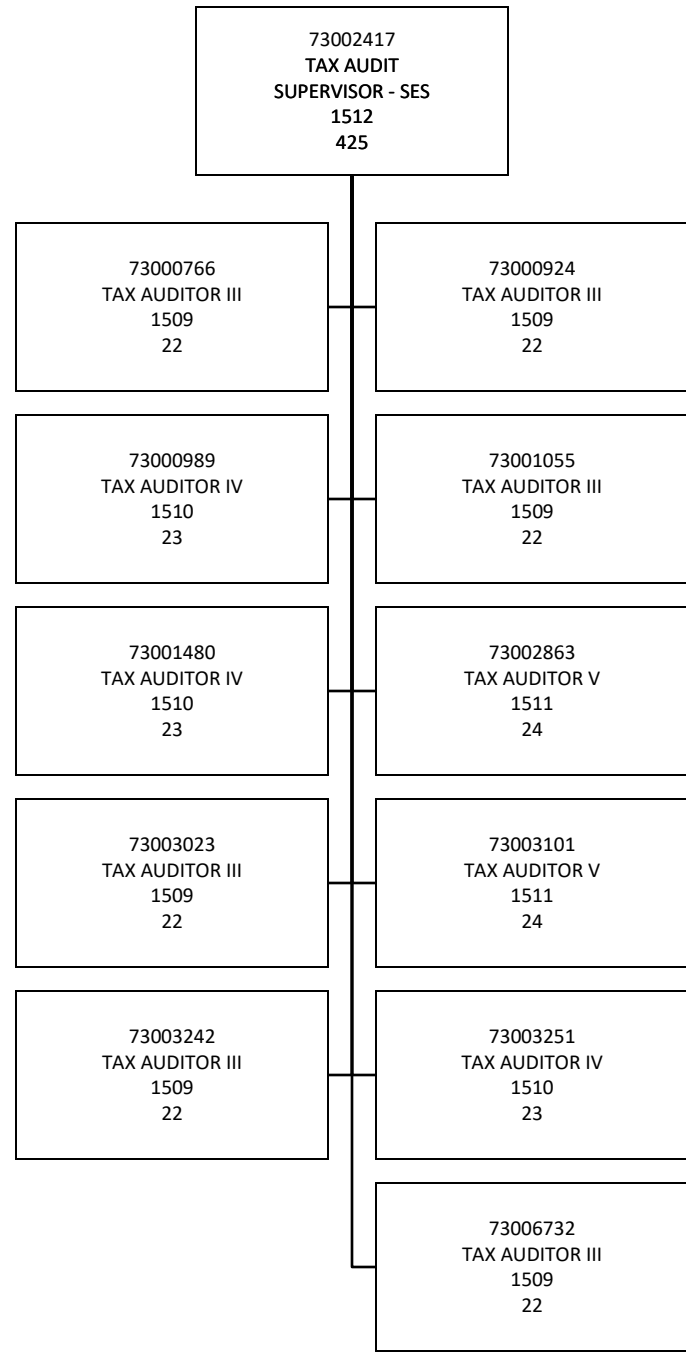 73002417
TAX AUDIT
SUPERVISOR - SES
1512
425
73000766
TAX AUDITOR III
1509
22
73000924
TAX AUDITOR III
1509
22
73000989
TAX AUDITOR IV
1510
23
73001055
TAX AUDITOR III
1509
22
73001480
TAX AUDITOR IV
1510
23
73002863
TAX AUDITOR V
1511
24
73003023
TAX AUDITOR III
1509
22
73003101
TAX AUDITOR V
1511
24
73003242
TAX AUDITOR III
1509
22
73003251
TAX AUDITOR IV
1510
23
73006732
TAX AUDITOR III
1509
22